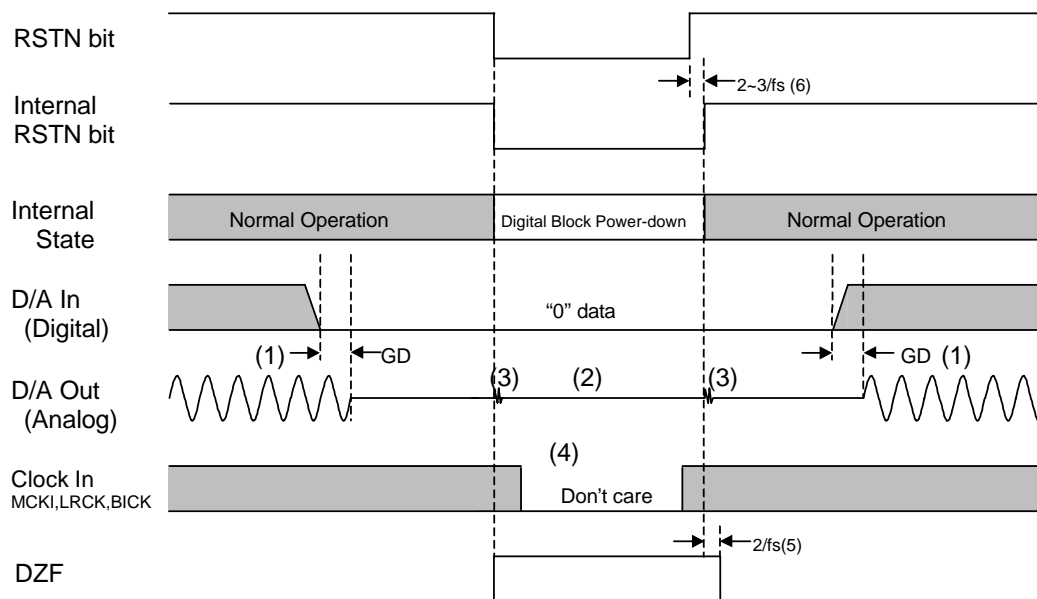 RSTN bit
2~3/fs (6)
Internal
RSTN bit
Internal
State
Normal Operation
Digital Block Power-down
Normal Operation
D/A In
(Digital)
“0” data
(1)
GD
GD
(1)
D/A Out
(Analog)
(3)
(2)
(3)
(4)
Clock In
MCKI,LRCK,BICK
Don’t care
2/fs(5)
DZF